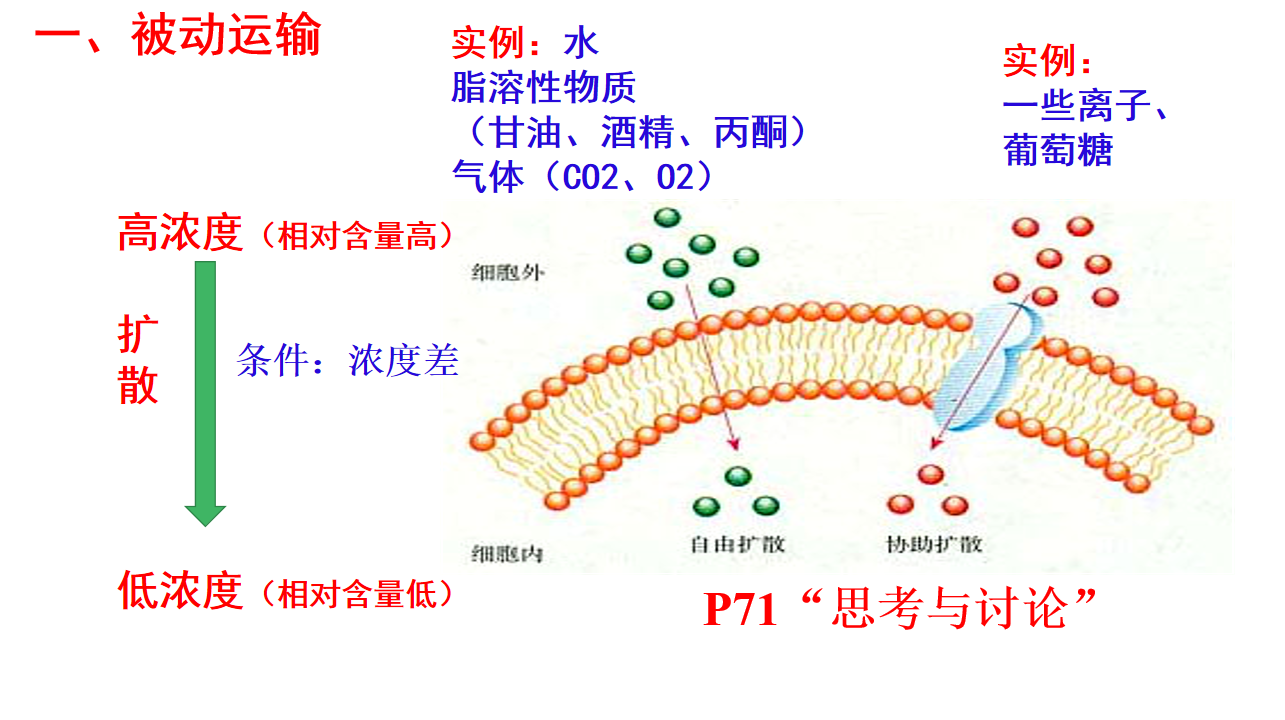 一、被动运输
实例：水
脂溶性物质
（甘油、酒精、丙酮）
气体（CO2、O2）
实例：
一些离子、
葡萄糖
高浓度（相对含量高）
细胞外
扩
散
条件：浓度差
细胞内
自由扩散
协助扩散
低浓度（相对含量低）
P71“思考与讨论”